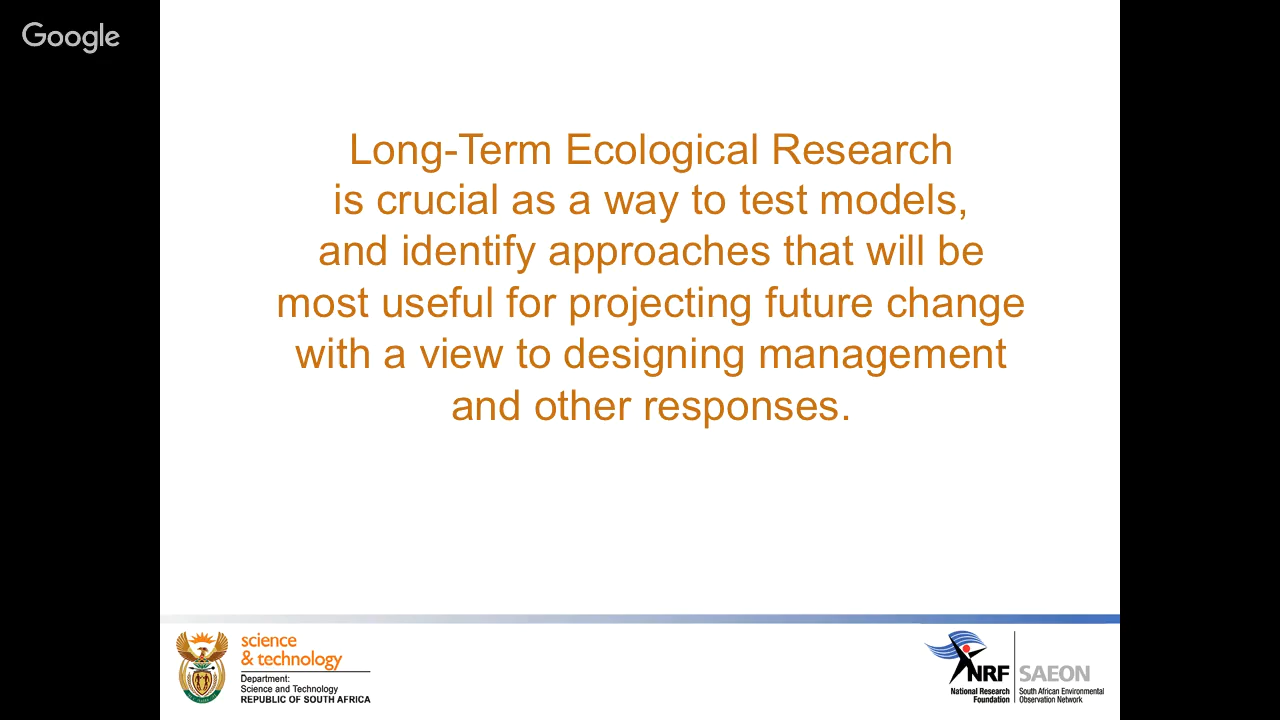 Google
Long-Term Ecological Research
is crucial as a way to test models,
and identify approaches that will be
most useful for projecting future change
with a view to designing management
and other responses.
science
& technology
Department:
Science and Technology
REPUBLIC OF SOUTH AFRICA
NRF
National Research
Foundation
SAEON
South African Environmental
Observation Network